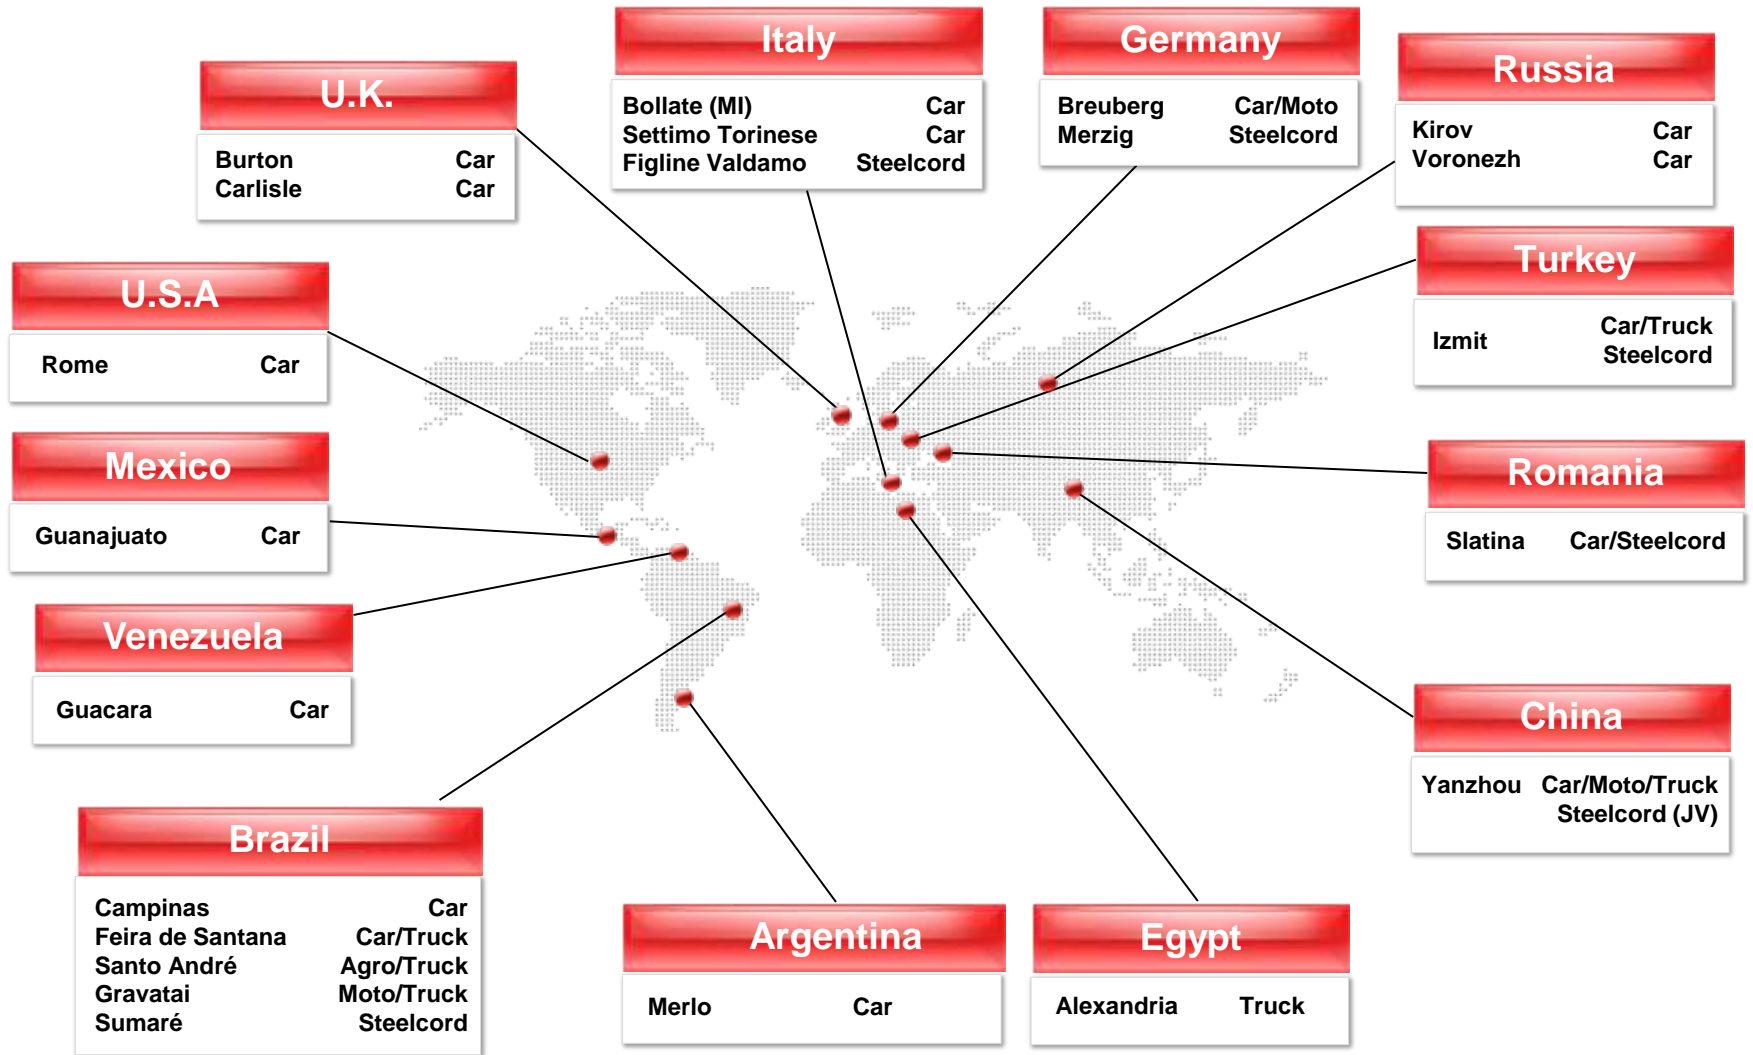 Italy
Bollate (MI) Car
Settimo Torinese Car
Figline Valdamo Steelcord
Germany
Breuberg Car/Moto
Merzig Steelcord
Russia
Kirov Car
Voronezh Car
U.K.
Burton Car
Carlisle Car
Turkey
Izmit Car/Truck
Steelcord
U.S.A
Rome Car
Mexico
Guanajuato Car
Romania
Slatina Car/Steelcord
Venezuela
Guacara Car
China
Yanzhou Car/Moto/Truck
Steelcord (JV)
Brazil
Campinas Car
Feira de Santana Car/Truck
Santo André Agro/Truck
Gravatai Moto/Truck
Sumaré Steelcord
Argentina
Merlo Car
Egypt
Alexandria Truck